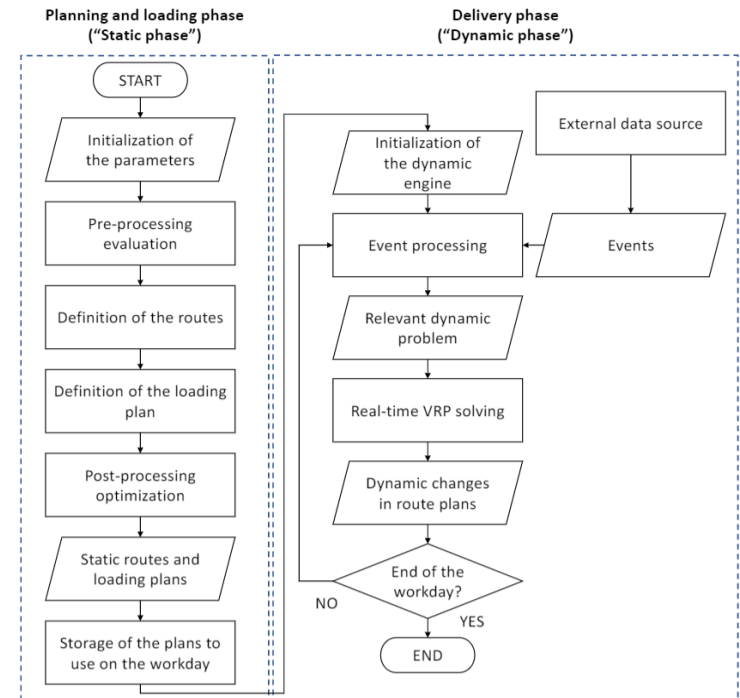 Planning and loading phase
(“Static phase”)
START
Initialization of
the parameters
Pre-processing
evaluation
Definition of the routes
Definition of the loading
plan
Post-processing
optimization
Static routes and
loading plans
Storage of the plans to
use on the workday
Delivery phase
(“Dynamic phase”)
Initialization of
the dynamic
engine
External data source
Event processing
Events
Relevant dynamic
problem
Real-time VRP solving
Dynamic changes
in route plans
End of the
workday?
NO
YES
END